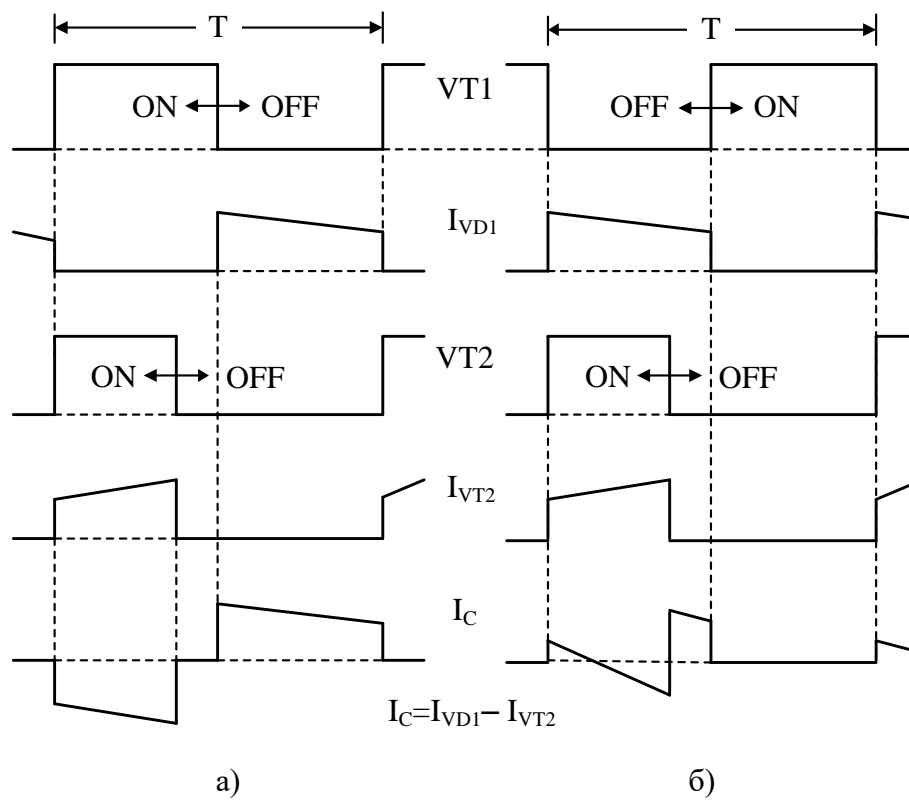 T T
VT1
ON OFF OFF ON
I_VD1
VT2
ON OFF ON OFF
I_VT2
I_C
I_C=I_VD1– I_VT2
а) б)